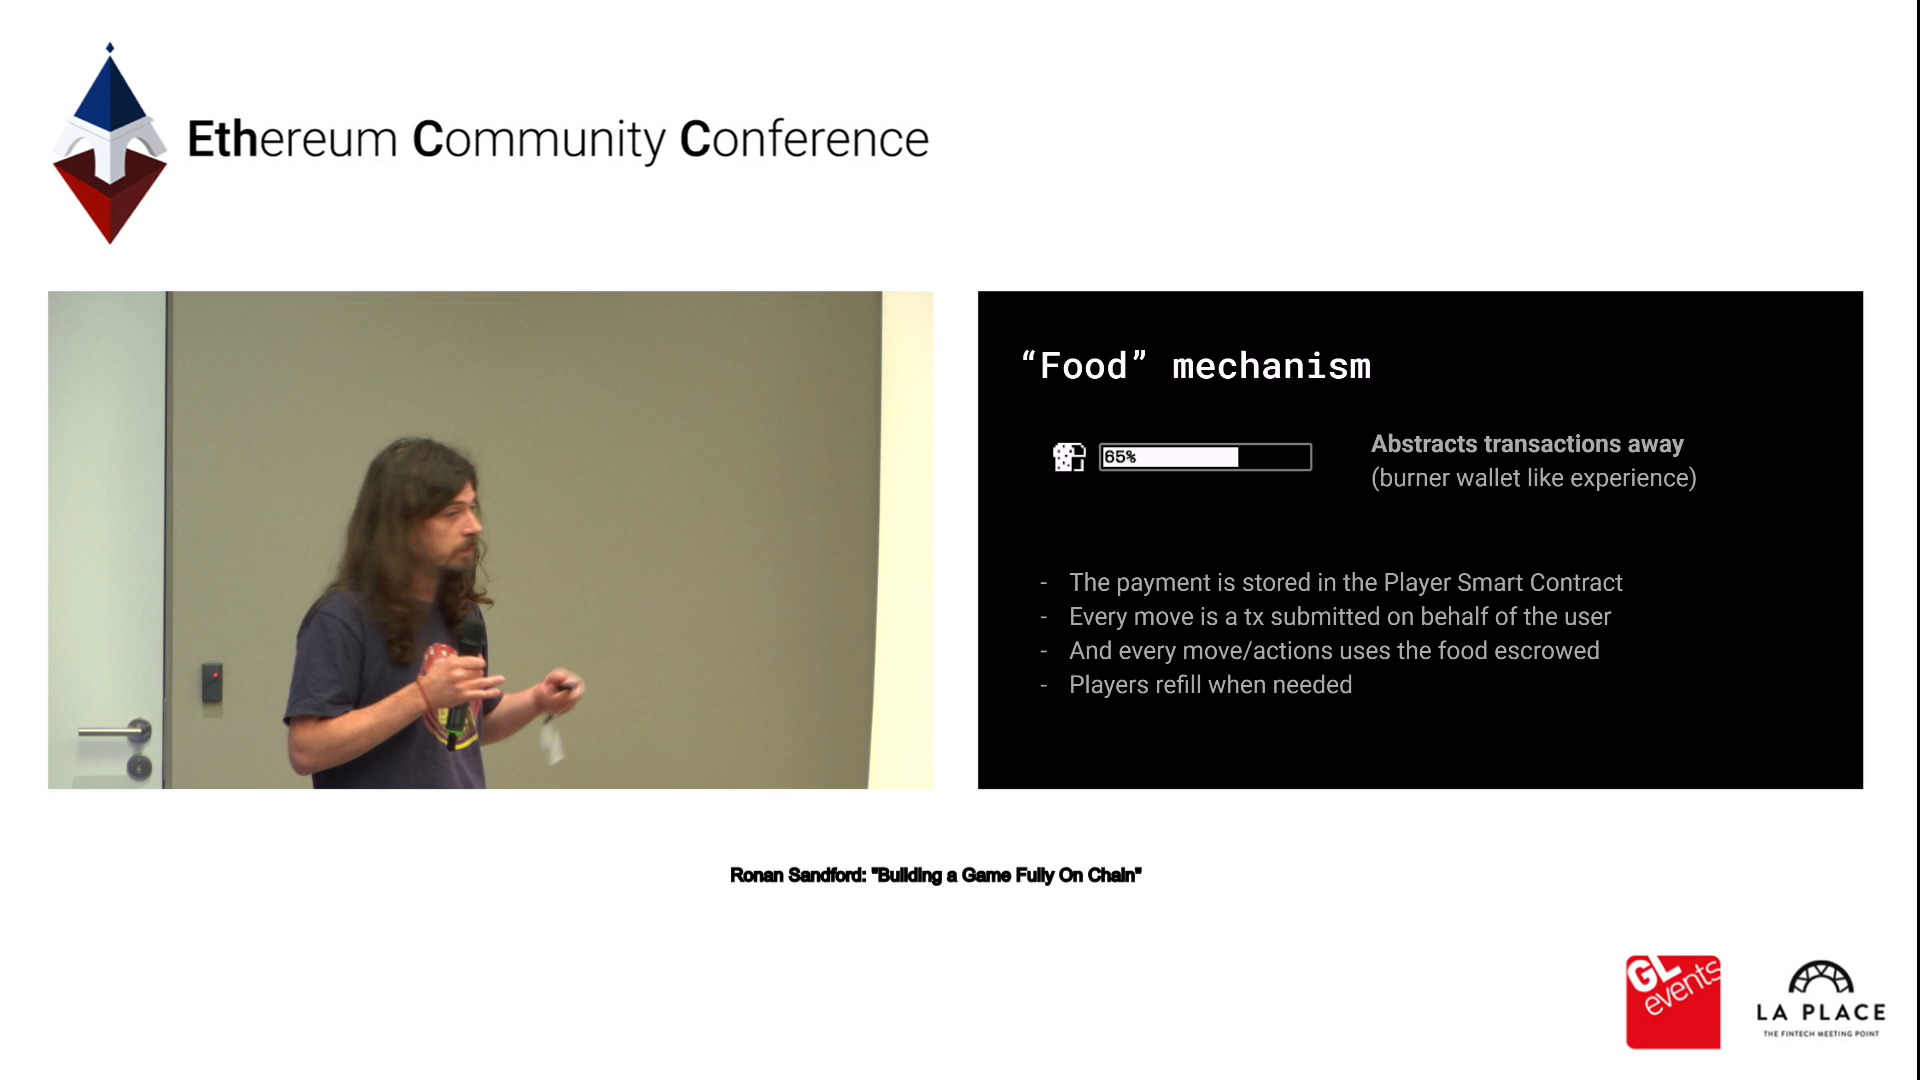 Ethereum Community Conference
“Food” mechanism
65%
Abstracts transactions away
(burner wallet like experience)
- The payment is stored in the Player Smart Contract
- Every move is a tx submitted on behalf of the user
- And every move/actions uses the food escrowed
- Players refill when needed
Ronan Sandford: "Building a Game Fully On Chain"
GL
events
LA PLACE
THE FINTECH MEETING POINT